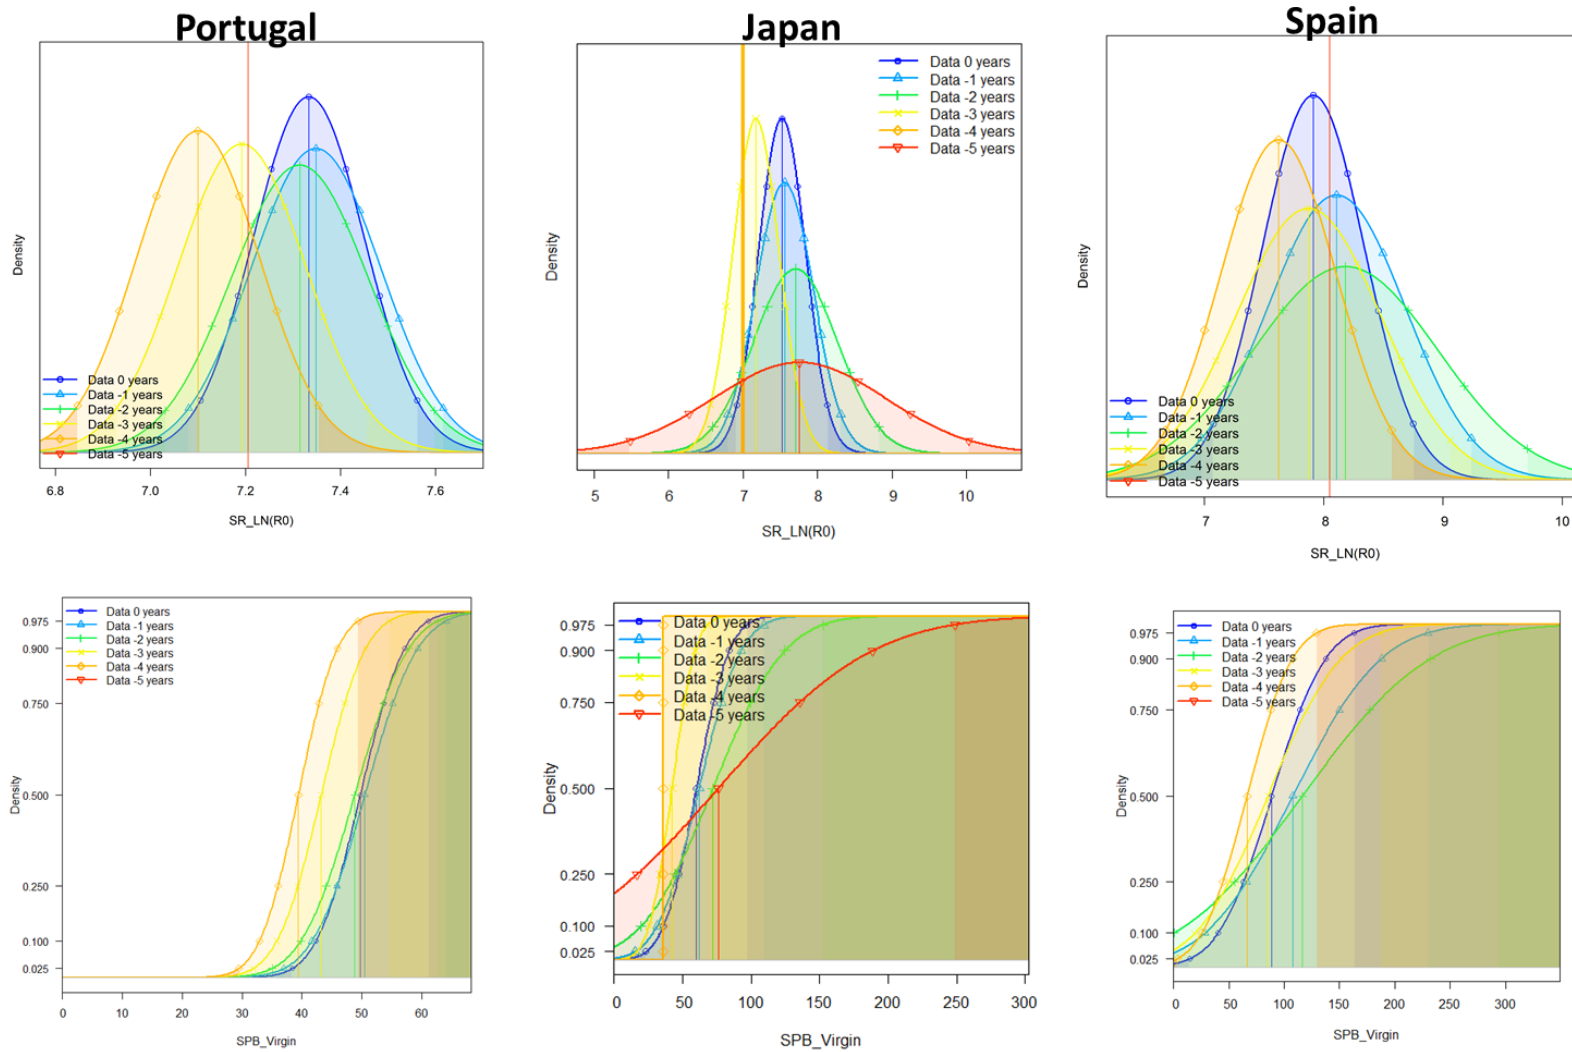 Portugal
Japan
Spain
Density
Data 0 years
Data -1 years
Data -2 years
Data -3 years
Data -4 years
Data -5 years
6.8 7.0 7.2 7.4 7.6
SR_LN(R0)
Density
Data 0 years
Data -1 years
Data -2 years
Data -3 years
Data -4 years
Data -5 years
5 6 7 8 9 10
SR_LN(R0)
Density
Data 0 years
Data -1 years
Data -2 years
Data -3 years
Data -4 years
Data -5 years
7 8 9 10
SR_LN(R0)
Density
0.975
0.900
0.750
0.500
0.250
0.100
0.025
Data 0 years
Data -1 years
Data -2 years
Data -3 years
Data -4 years
Data -5 years
0 10 20 30 40 50 60
SPB_Virgin
Density
0.975
0.900
0.750
0.500
0.250
0.100
0.025
Data 0 years
Data -1 years
Data -2 years
Data -3 years
Data -4 years
Data -5 years
0 50 100 150 200 250 300
SPB_Virgin
Density
0.975
0.900
0.750
0.500
0.250
0.100
0.025
Data 0 years
Data -1 years
Data -2 years
Data -3 years
Data -4 years
Data -5 years
0 50 100 150 200 250 300
SPB_Virgin